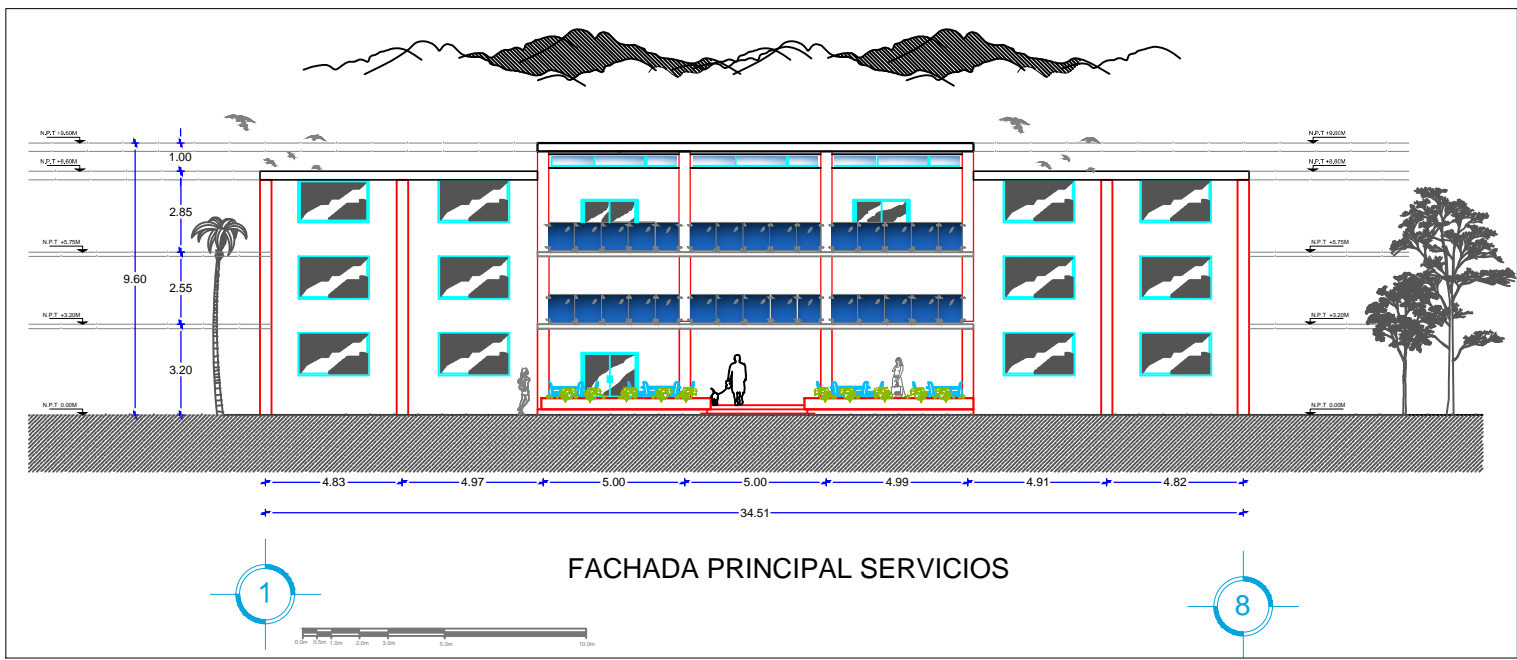 N.P.T +9.60M
N.P.T +9.60M
1.00
N.P.T +8,60M
N.P.T +8,60M
2.85
N.P.T +5.75M
N.P.T +5.75M
9.60
2.55
N.P.T +3.20M
N.P.T +3.20M
3.20
N.P.T 0.00M
N.P.T 0.00M
4.83 4.97 5.00 5.00 4.99 4.91 4.82
34.51
FACHADA PRINCIPAL SERVICIOS
1
8
0.0m 0.5m 1.0m 2.0m 3.0m 5.0m 10.0m